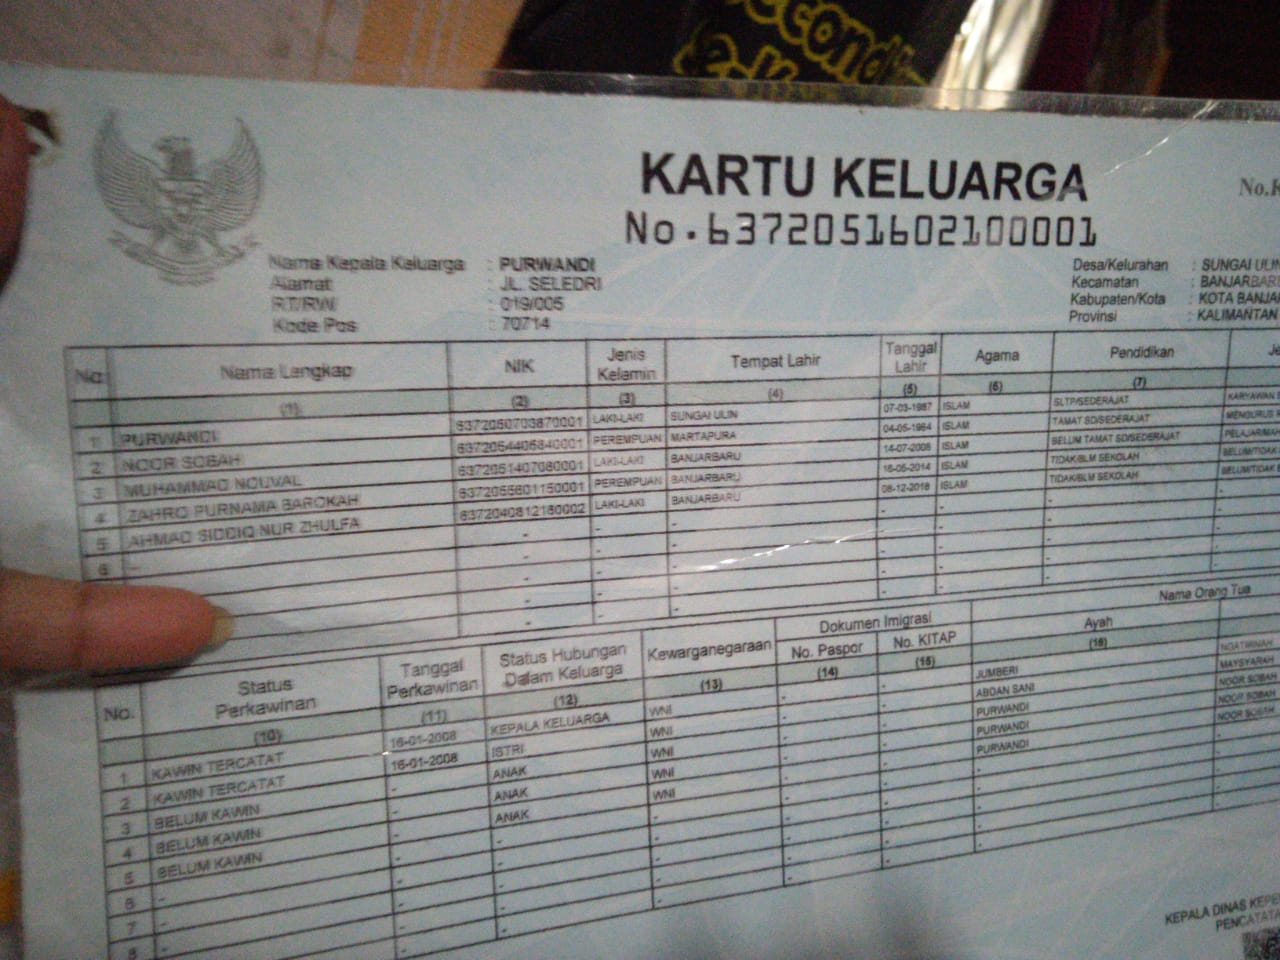 KARTU KELUARGA
No.R
No.6372051602100001
Nama Kepala Keluarga : PURWANDI
Alamat : JL. SELEDRI
RT/RW : 019/005
Kode Pos : 70714
Desa/Kelurahan : SUNGAI ULIN
Kecamatan : BANJARBARU
Kabupaten/Kota : KOTA BANJA
Provinsi : KALIMANTAN
No Nama Lengkap NIK Jenis Kelamin Tempat Lahir Tanggal Lahir Agama Pendidikan Je
(1) (2) (3) (4) (5) (6) (7)
1 PURWANDI 6372050703870001 LAKI-LAKI SUNGAI ULIN 07-03-1987 ISLAM SLTP/SEDERAJAT KARYAWAN
2 NOOR SOBAH 6372054405840001 PEREMPUAN MARTAPURA 04-05-1984 ISLAM TAMAT SD/SEDERAJAT MENGURUS
3 MUHAMMAD NOUVAL 6372051407080001 LAKI-LAKI BANJARBARU 14-07-2008 ISLAM BELUM TAMAT SD/SEDERAJAT PELAJAR/MA
4 ZAHRO PURNAMA BAROKAH PEREMPUAN BANJARBARU ISLAM TIDAK/BLM SEKOLAH BELUM/TIDAK
5 AHMAD SIDDIQ NUR ZHULFA 6372040812180002 LAKI-LAKI BANJARBARU 08-12-2018 ISLAM TIDAK/BLM SEKOLAH BELUM/TIDAK
6 - - - - - - -
No. Status Perkawinan Tanggal Perkawinan Status Hubungan Dalam Keluarga Kewarganegaraan Dokumen Imigrasi Nama Orang Tua
No. Paspor No. KITAP Ayah
(10) (11) (12) (13) (14) (15) (16)
1 KAWIN TERCATAT 16-01-2008 KEPALA KELUARGA WNI - - JUMBERI NGATIMNAH
2 KAWIN TERCATAT 16-01-2008 ISTRI WNI - - ABDAN SANI MAYSYARAH
3 BELUM KAWIN - ANAK WNI - - PURWANDI NOOR SOBAH
4 BELUM KAWIN - ANAK WNI - - PURWANDI NOOR SOBAH
5 BELUM KAWIN - ANAK WNI - - PURWANDI NOOR SOBAH
6 - - - - - - -
7 - - - - - - -
8 -
KEPALA DINAS KEPE
PENCATATA